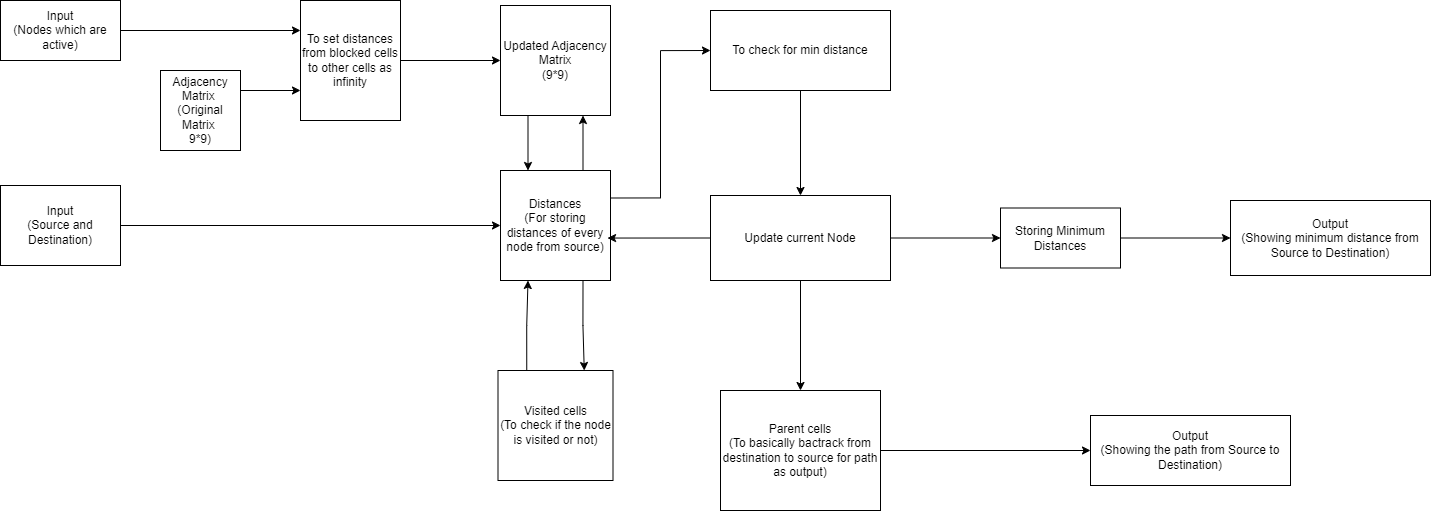 Input
(Nodes which are
active)
Adjacency
Matrix
(Original
Matrix
9*9)
To set distances
from blocked cells
to other cells as
infinity
Updated Adjacency
Matrix
(9*9)
To check for min distance
Input
(Source and
Destination)
Distances
(For storing
distances of every
node from source)
Update current Node
Storing Minimum
Distances
Output
(Showing minimum distance from
Source to Destination)
Visited cells
(To check if the node
is visited or not)
Parent cells
(To basically bactrack from
destination to source for path
as output)
Output
(Showing the path from Source to
Destination)